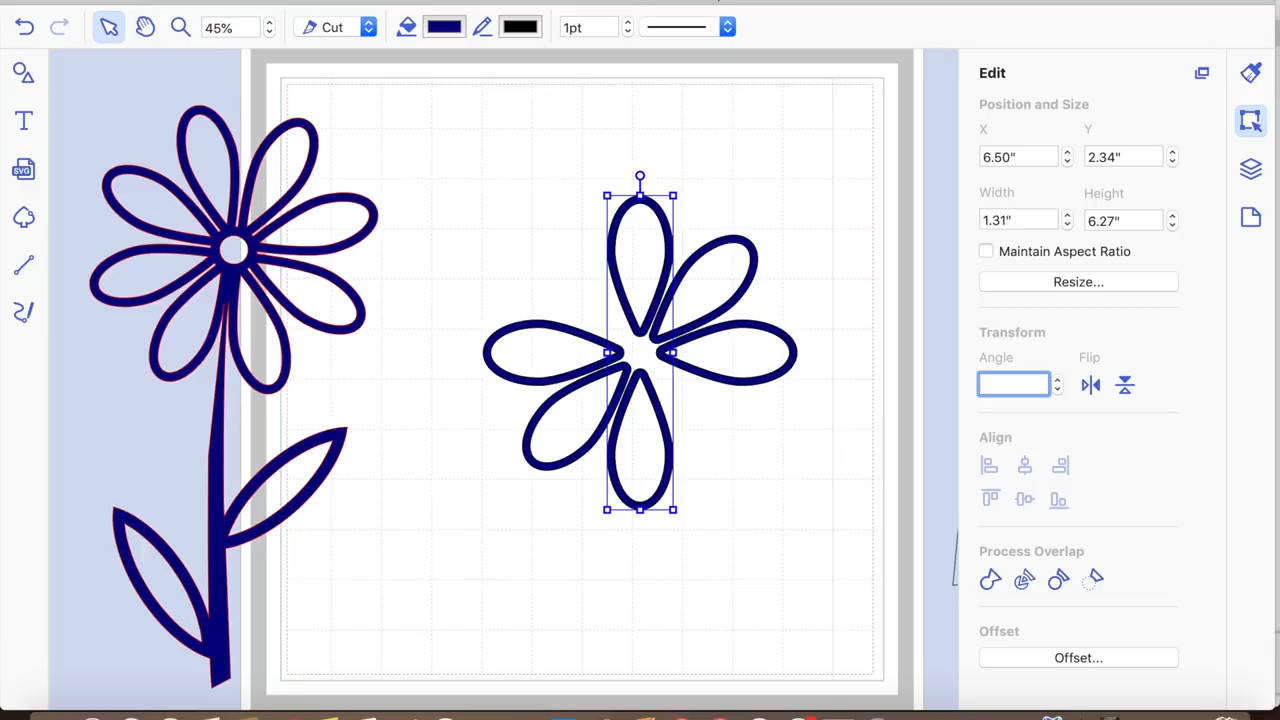 45%
Cut
1pt
T
SVG
Edit
Position and Size
X
Y
6.50"
2.34"
Width
Height
1.31"
6.27"
Maintain Aspect Ratio
Resize...
Transform
Angle
Flip
Align
Process Overlap
Offset
Offset...